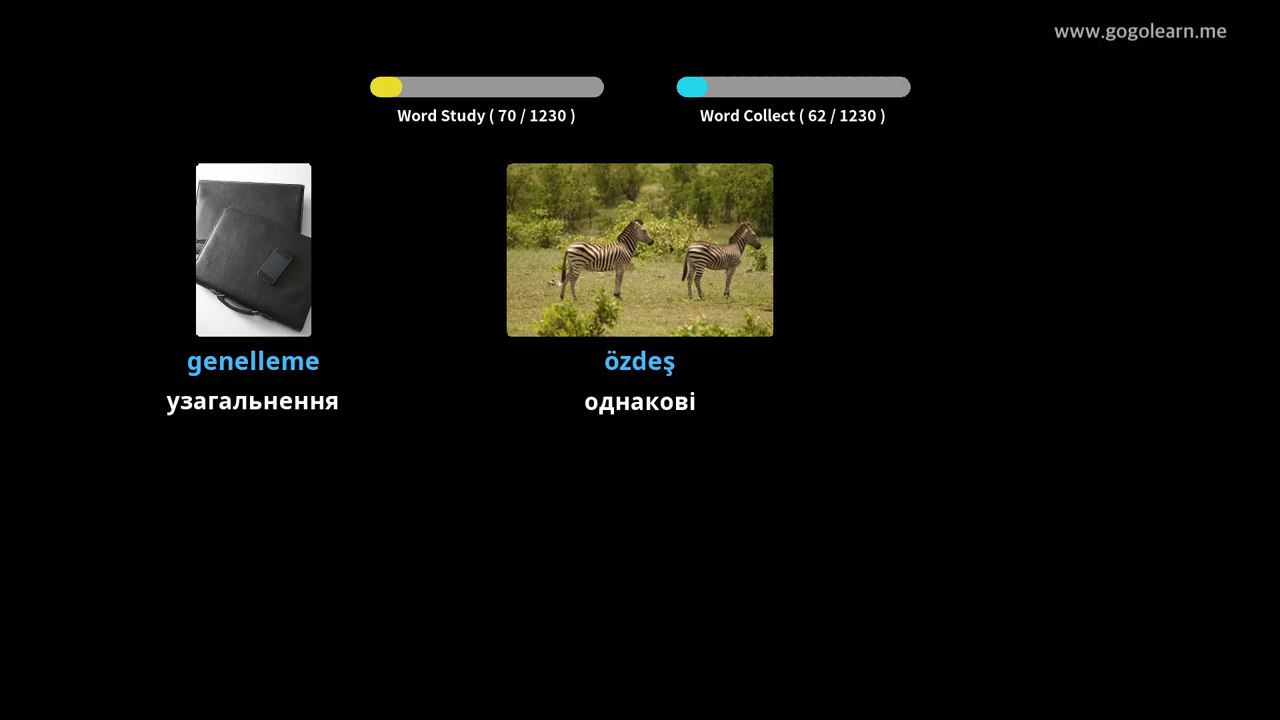 www.gogolearn.me
Word Study ( 70 / 1230 )
Word Collect ( 62 / 1230 )
genelleme
özdeş
узагальнення
однакові